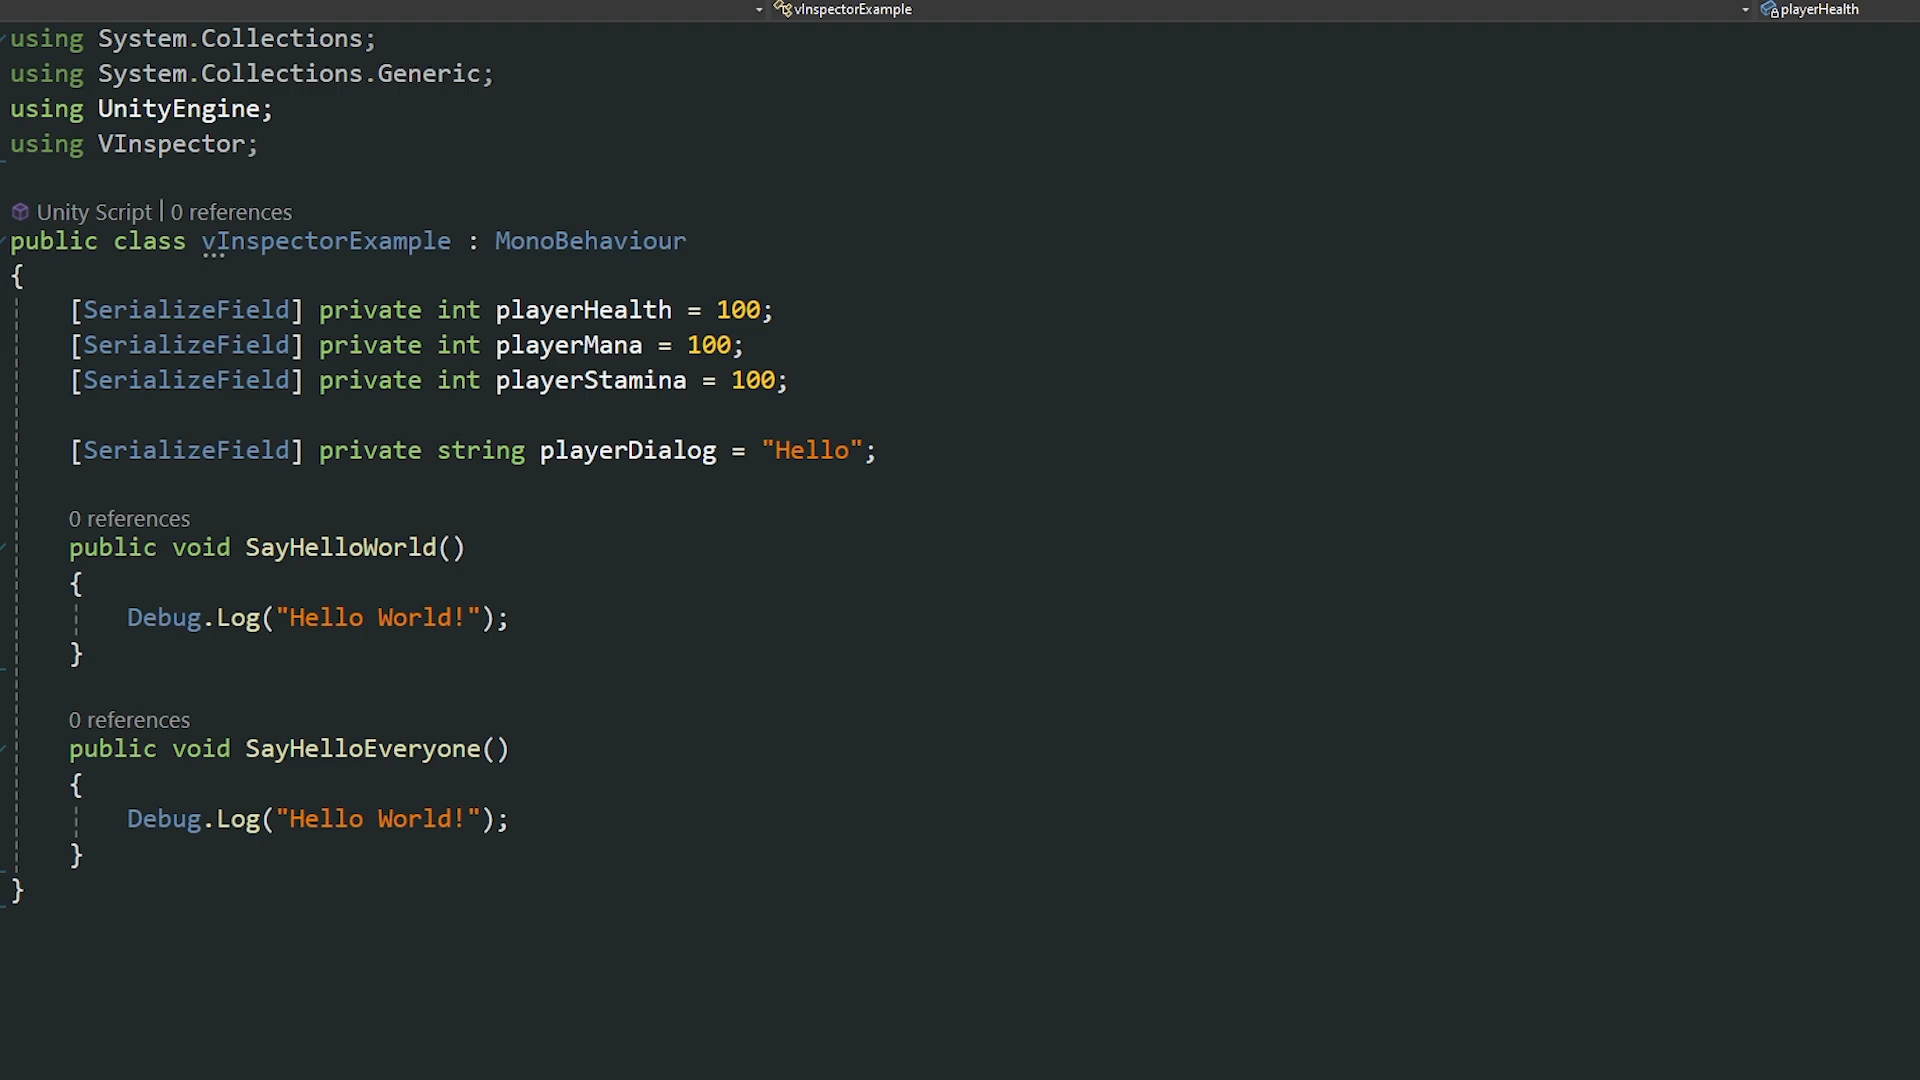 vInspectorExample playerHealth
using System.Collections;
using System.Collections.Generic;
using UnityEngine;
using VInspector;
Unity Script | 0 references
public class vInspectorExample : MonoBehaviour
{
[SerializeField] private int playerHealth = 100;
[SerializeField] private int playerMana = 100;
[SerializeField] private int playerStamina = 100;
[SerializeField] private string playerDialog = "Hello";
0 references
public void SayHelloWorld()
{
Debug.Log("Hello World!");
}
0 references
public void SayHelloEveryone()
{
Debug.Log("Hello World!");
}
}